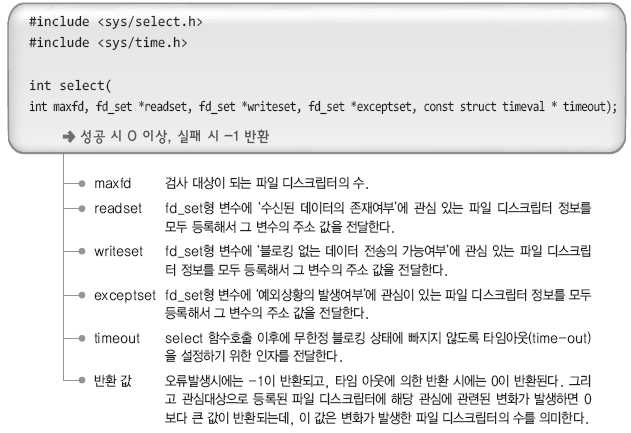 #include <sys/select.h>
#include <sys/time.h>
int select(
int maxfd, fd_set *readset, fd_set *writeset, fd_set *exceptset, const struct timeval * timeout);
➔ 성공 시 0 이상, 실패 시 -1 반환
maxfd 검사 대상이 되는 파일 디스크립터의 수.
readset fd_set형 변수에 '수신된 데이터의 존재여부'에 관심 있는 파일 디스크립터 정보를
모두 등록해서 그 변수의 주소 값을 전달한다.
writeset fd_set형 변수에 '블로킹 없는 데이터 전송의 가능여부'에 관심 있는 파일 디스크립
터 정보를 모두 등록해서 그 변수의 주소 값을 전달한다.
exceptset fd_set형 변수에 '예외상황의 발생여부'에 관심이 있는 파일 디스크립터 정보를 모두
등록해서 그 변수의 주소 값을 전달한다.
timeout select 함수호출 이후에 무한정 블로킹 상태에 빠지지 않도록 타임아웃(time-out)
을 설정하기 위한 인자를 전달한다.
반환 값 오류발생시에는 -1이 반환되고, 타임 아웃에 의한 반환 시에는 0이 반환된다. 그리
고 관심대상으로 등록된 파일 디스크립터에 해당 관심에 관련된 변화가 발생하면 0
보다 큰 값이 반환되는데, 이 값은 변화가 발생한 파일 디스크립터의 수를 의미한다.